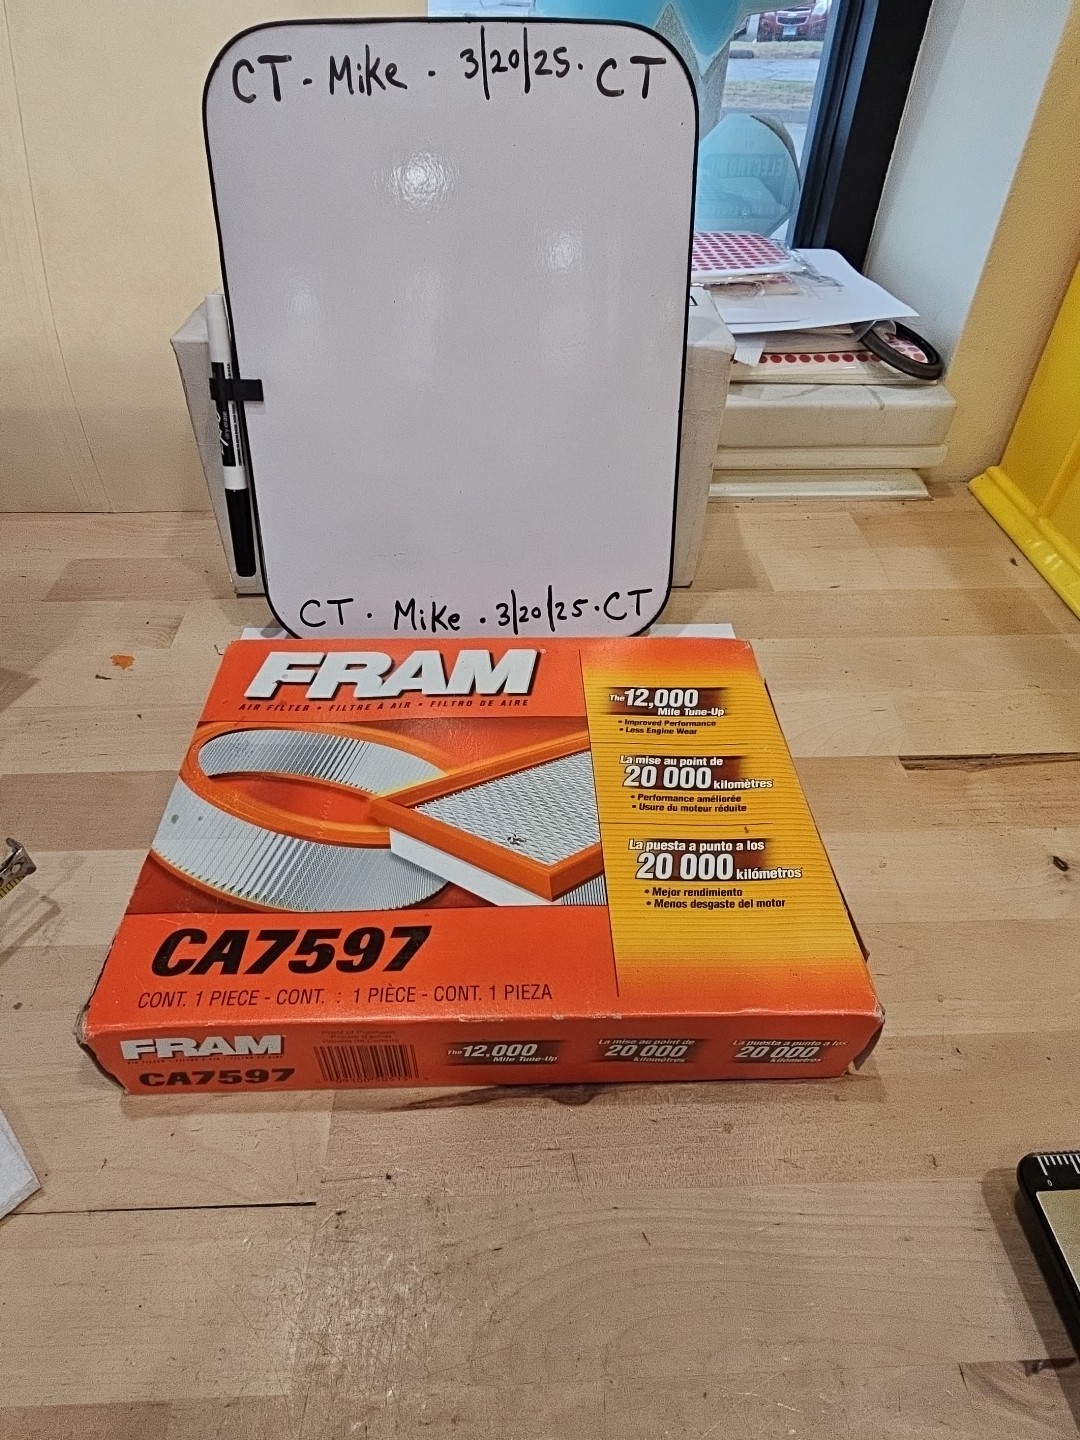 CT - Mike . 3/20/25. CT
CT . Mike . 3/20/25. CT
FRAM
AIR FILTER • FILTRE À AIR • FILTRO DE AIRE
The 12,000
Mile Tune-Up
• Improved Performance
• Less Engine Wear
La mise au point de
20 000 kilomètres
• Performance améliorée
• Usure du moteur réduite
La puesta a punto a los
20 000 kilómetros
• Mejor rendimiento
• Menos desgaste del motor
CA7597
CONT. 1 PIECE - CONT. : 1 PIÈCE - CONT. 1 PIEZA
FRAM
CA7597
The 12,000
Mile Tune-Up
La mise au point de
20 000
kilomètres
La puesta a punto a los
20 000
kilómetros